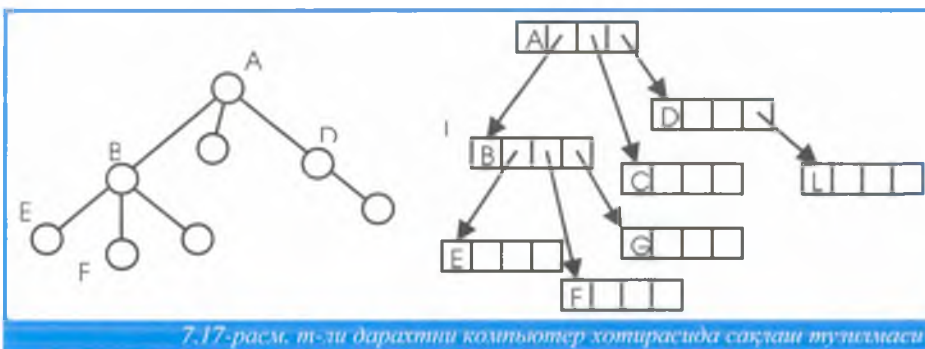 A
B
D
E
F
A
D
B
C
L
G
E
F
7.17-расм. m-ли дарахтни компьютер хотирасида сақлаш тузилмаси